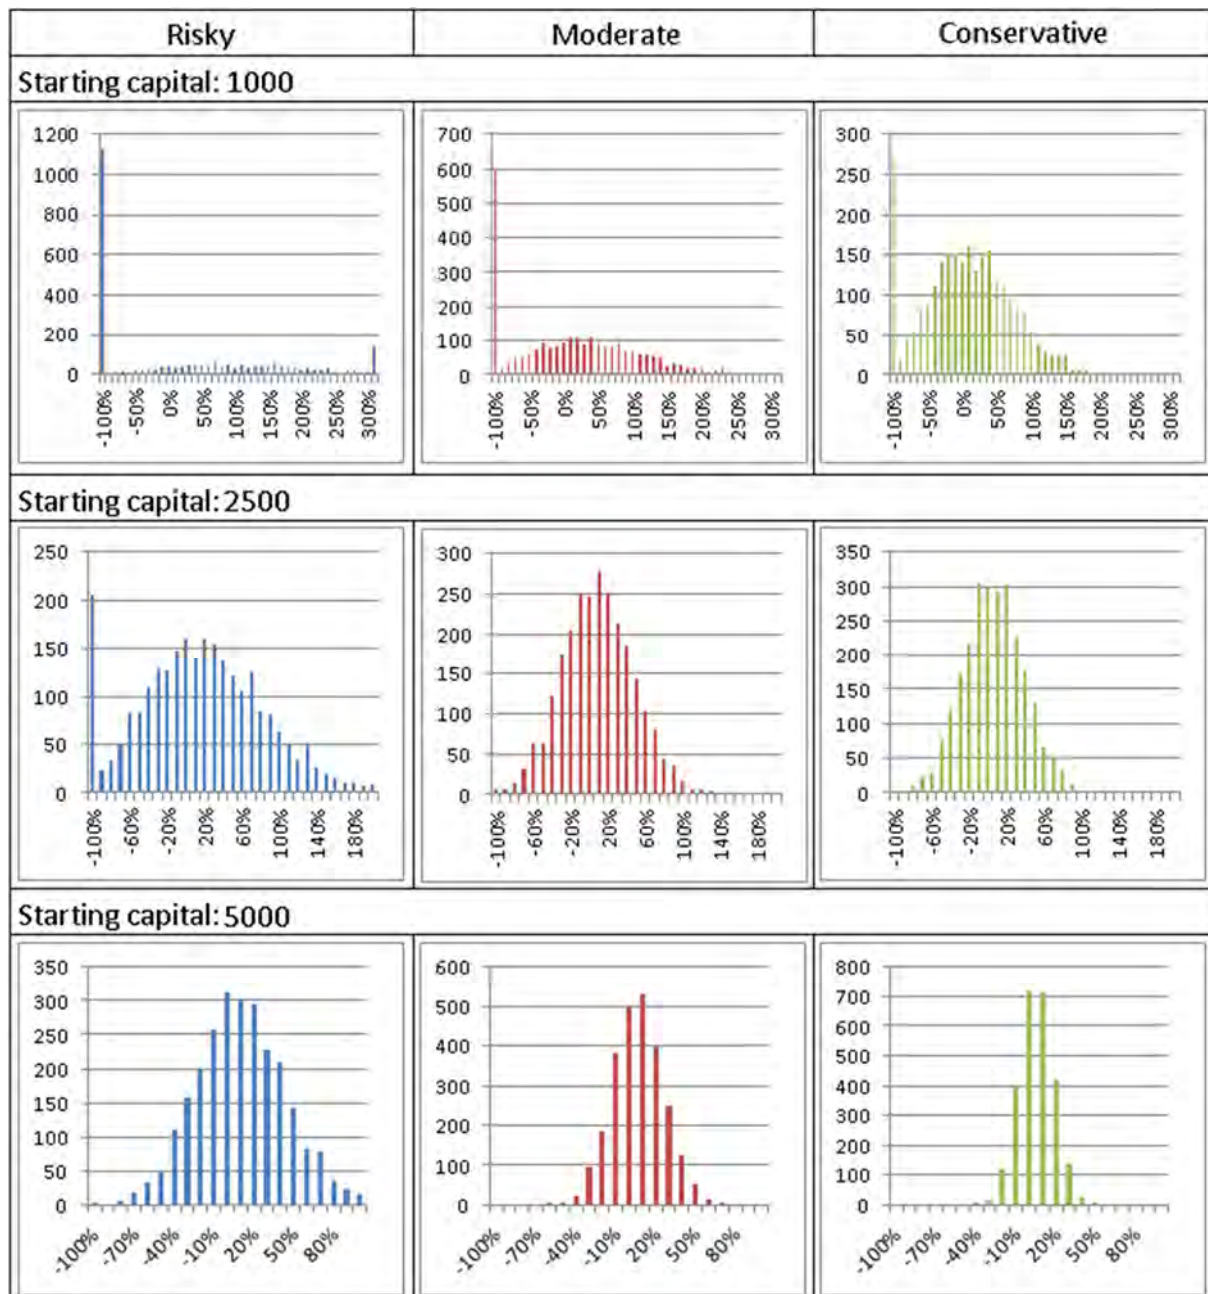 Risky Moderate Conservative
Starting capital: 1000
1200 1000 800 600 400 200 0
-100% -50% 0% 50% 100% 150% 200% 250% 300%
700 600 500 400 300 200 100 0
-100% -50% 0% 50% 100% 150% 200% 250% 300%
300 250 200 150 100 50 0
-100% -50% 0% 50% 100% 150% 200% 250% 300%
Starting capital: 2500
250 200 150 100 50 0
-100% -60% -20% 20% 60% 100% 140% 180%
300 250 200 150 100 50 0
-100% -60% -20% 20% 60% 100% 140% 180%
350 300 250 200 150 100 50 0
-100% -60% -20% 20% 60% 100% 140% 180%
Starting capital: 5000
350 300 250 200 150 100 50 0
-100% -70% -40% -10% 20% 50% 80%
600 500 400 300 200 100 0
-100% -70% -40% -10% 20% 50% 80%
800 700 600 500 400 300 200 100 0
-100% -70% -40% -10% 20% 50% 80%